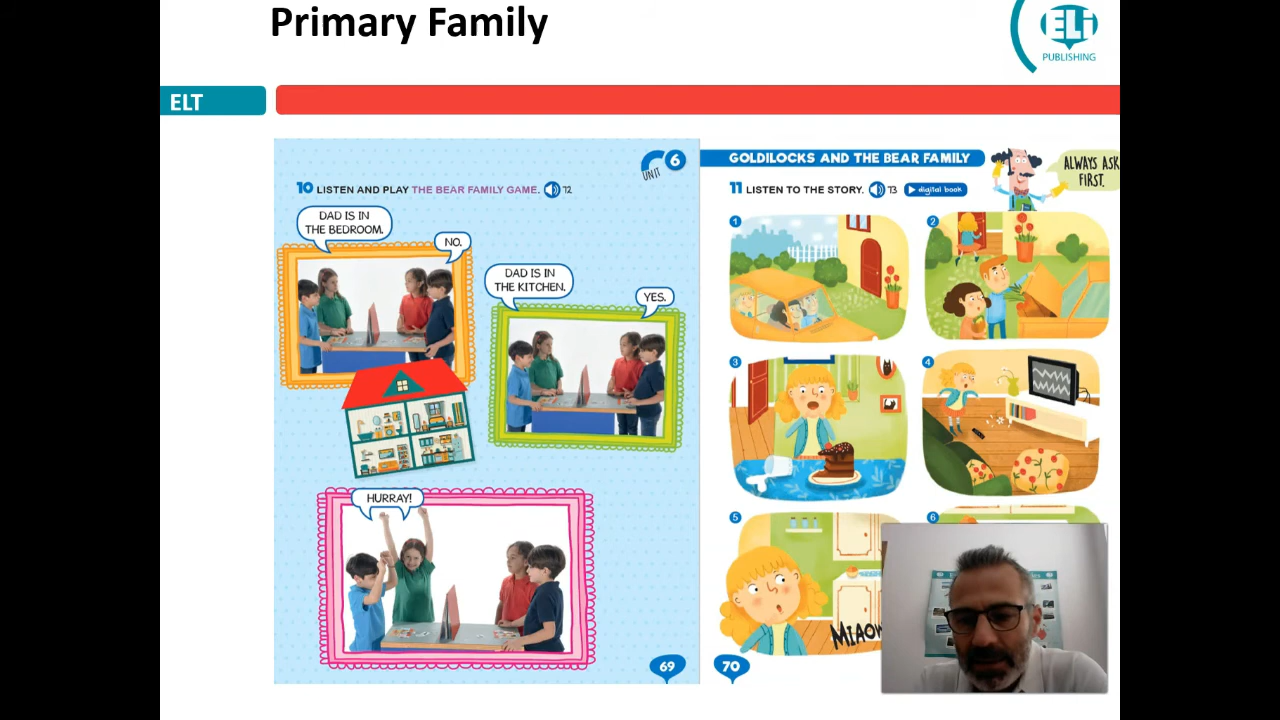 Primary Family
ELi
PUBLISHING
ELT
UNIT 6
10 LISTEN AND PLAY THE BEAR FAMILY GAME. 72
DAD IS IN
THE BEDROOM.
NO.
DAD IS IN
THE KITCHEN.
YES.
HURRAY!
69
GOLDILOCKS AND THE BEAR FAMILY
ALWAYS ASK
FIRST.
11 LISTEN TO THE STORY. 73 digital book
1
2
3
4
5
6
MIAOW
70